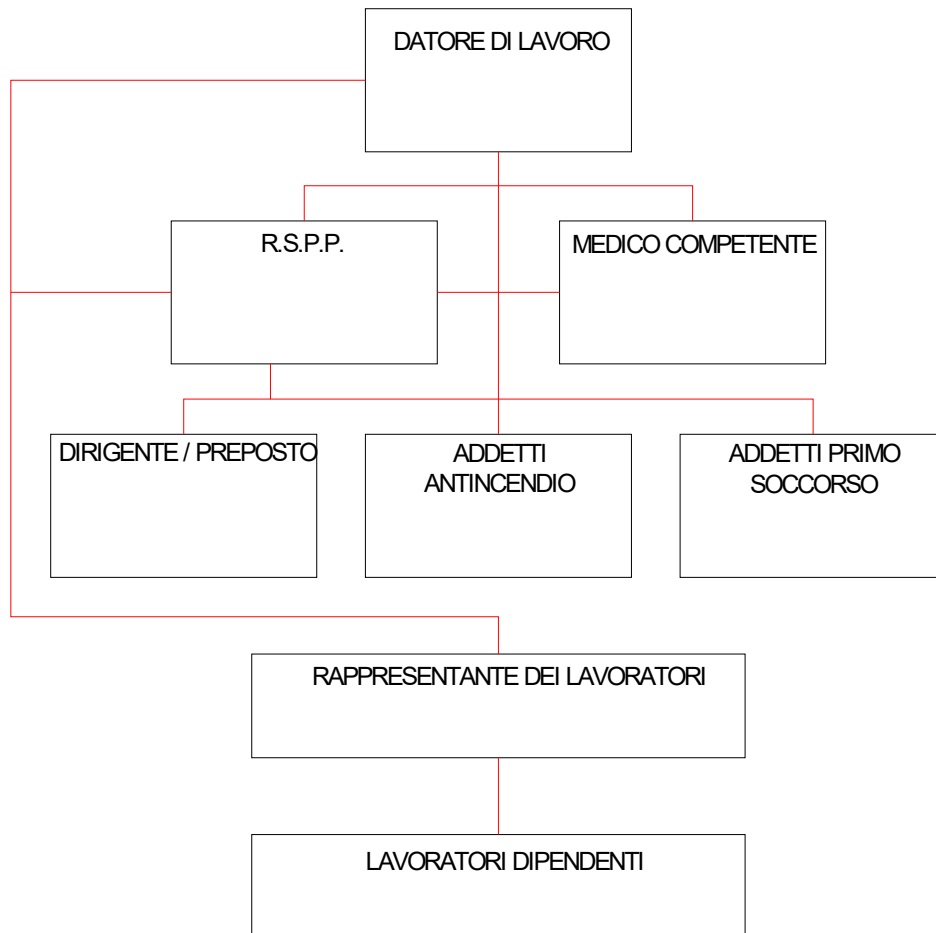 DATORE DI LAVORO
R.S.P.P.
MEDICO COMPETENTE
DIRIGENTE / PREPOSTO
ADDETTI
ANTINCENDIO
ADDETTI PRIMO
SOCCORSO
RAPPRESENTANTE DEI LAVORATORI
LAVORATORI DIPENDENTI